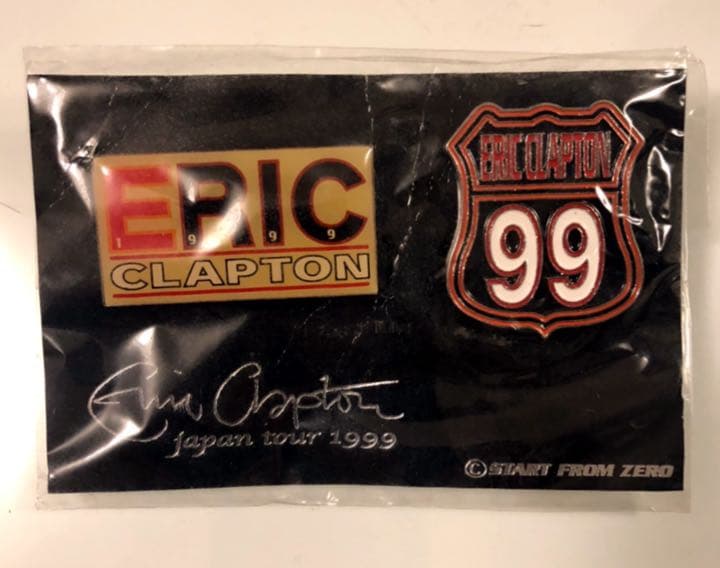 ERIC
1 9 9 9
CLAPTON
ERIC CLAPTON
99
Eric Clapton
japan tour 1999
© START FROM ZERO